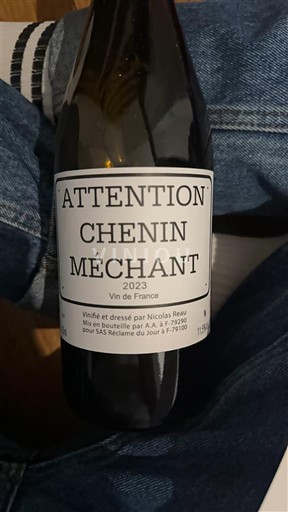 ATTENTION
CHENIN
MÉCHANT
2023
Vin de France
Vinifié et dressé par Nicolas Reau
Mis en bouteille par A.A. à F-79290
pour SAS Réclame du Jour à F-79100